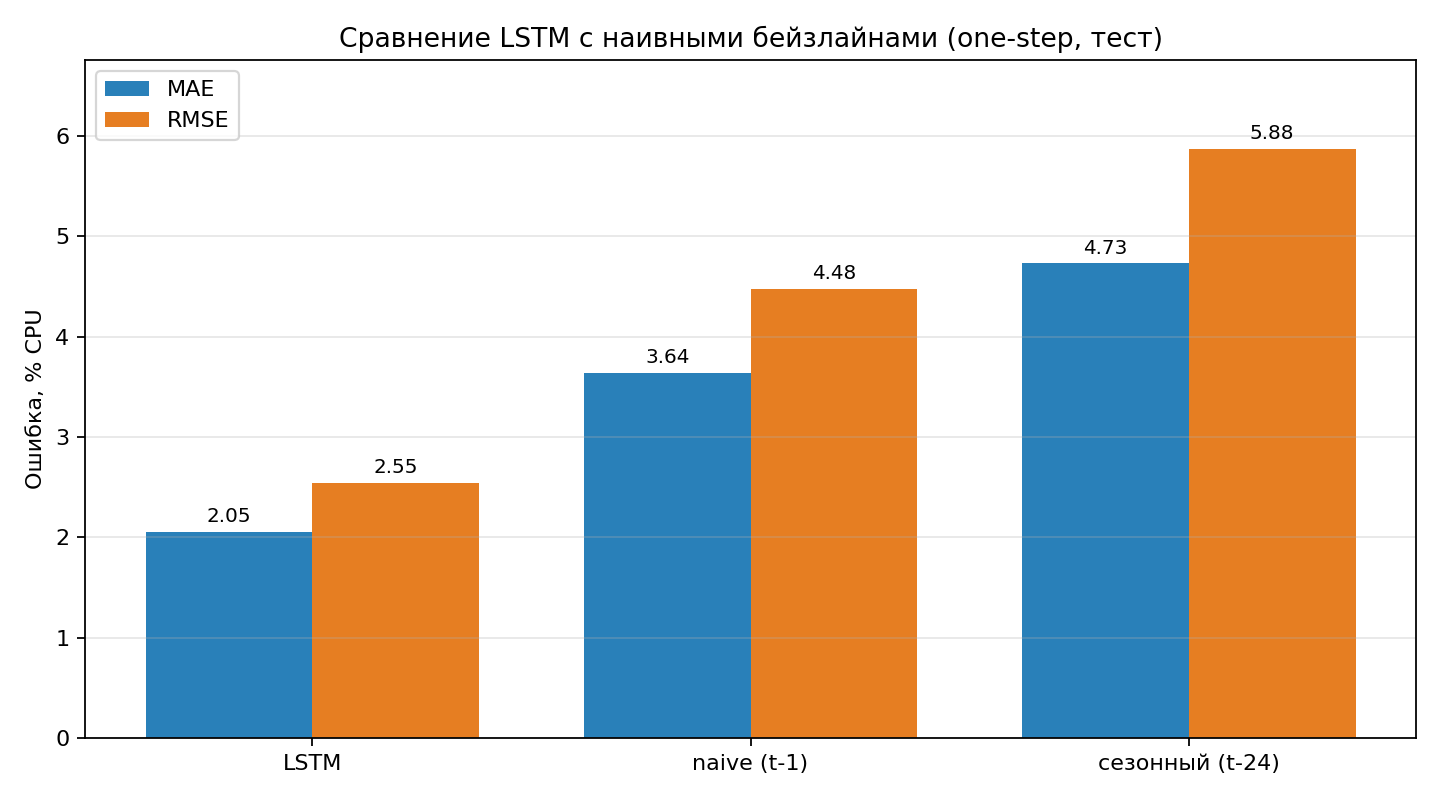 Сравнение LSTM с наивными бейзлайнами (one-step, тест)
MAE
RMSE
Ошибка, % CPU
6
5
4
3
2
1
0
2.05
2.55
3.64
4.48
4.73
5.88
LSTM
naive (t-1)
сезонный (t-24)